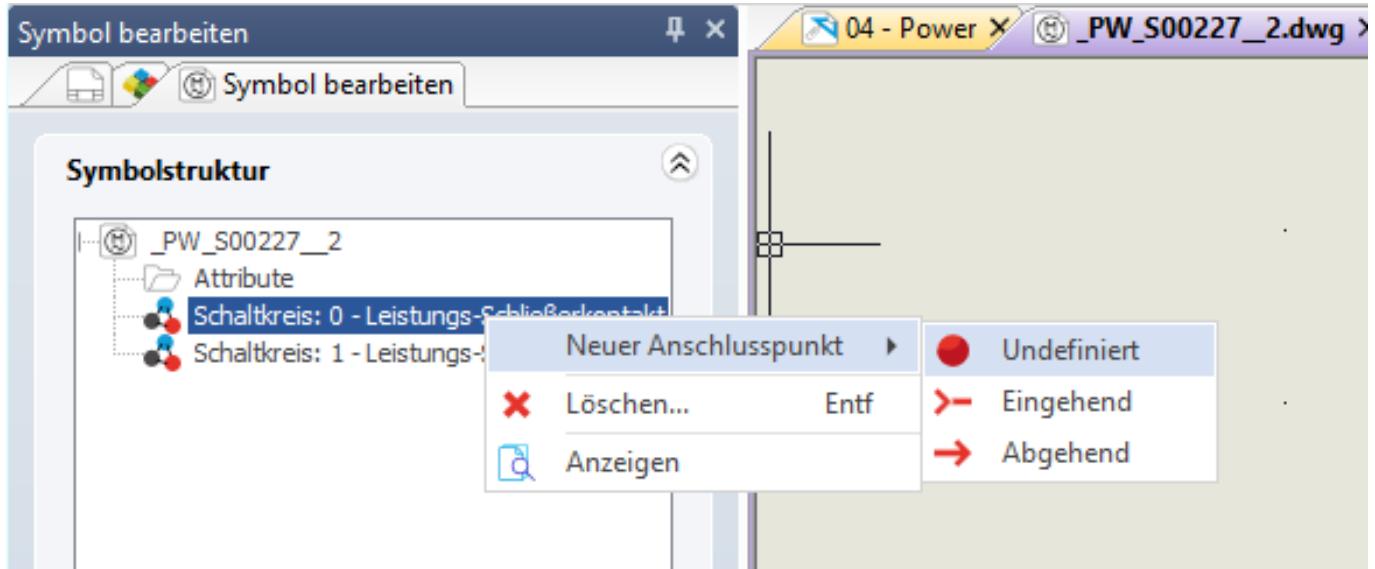 Symbol bearbeiten
04 - Power
_PW_S00227__2.dwg
Symbol bearbeiten
Symbolstruktur
_PW_S00227__2
Attribute
Schaltkreis: 0 - Leistungs-Schließerkontakt
Schaltkreis: 1 - Leistungs-
Neuer Anschlusspunkt
Undefiniert
Löschen... Entf
Eingehend
Anzeigen
Abgehend